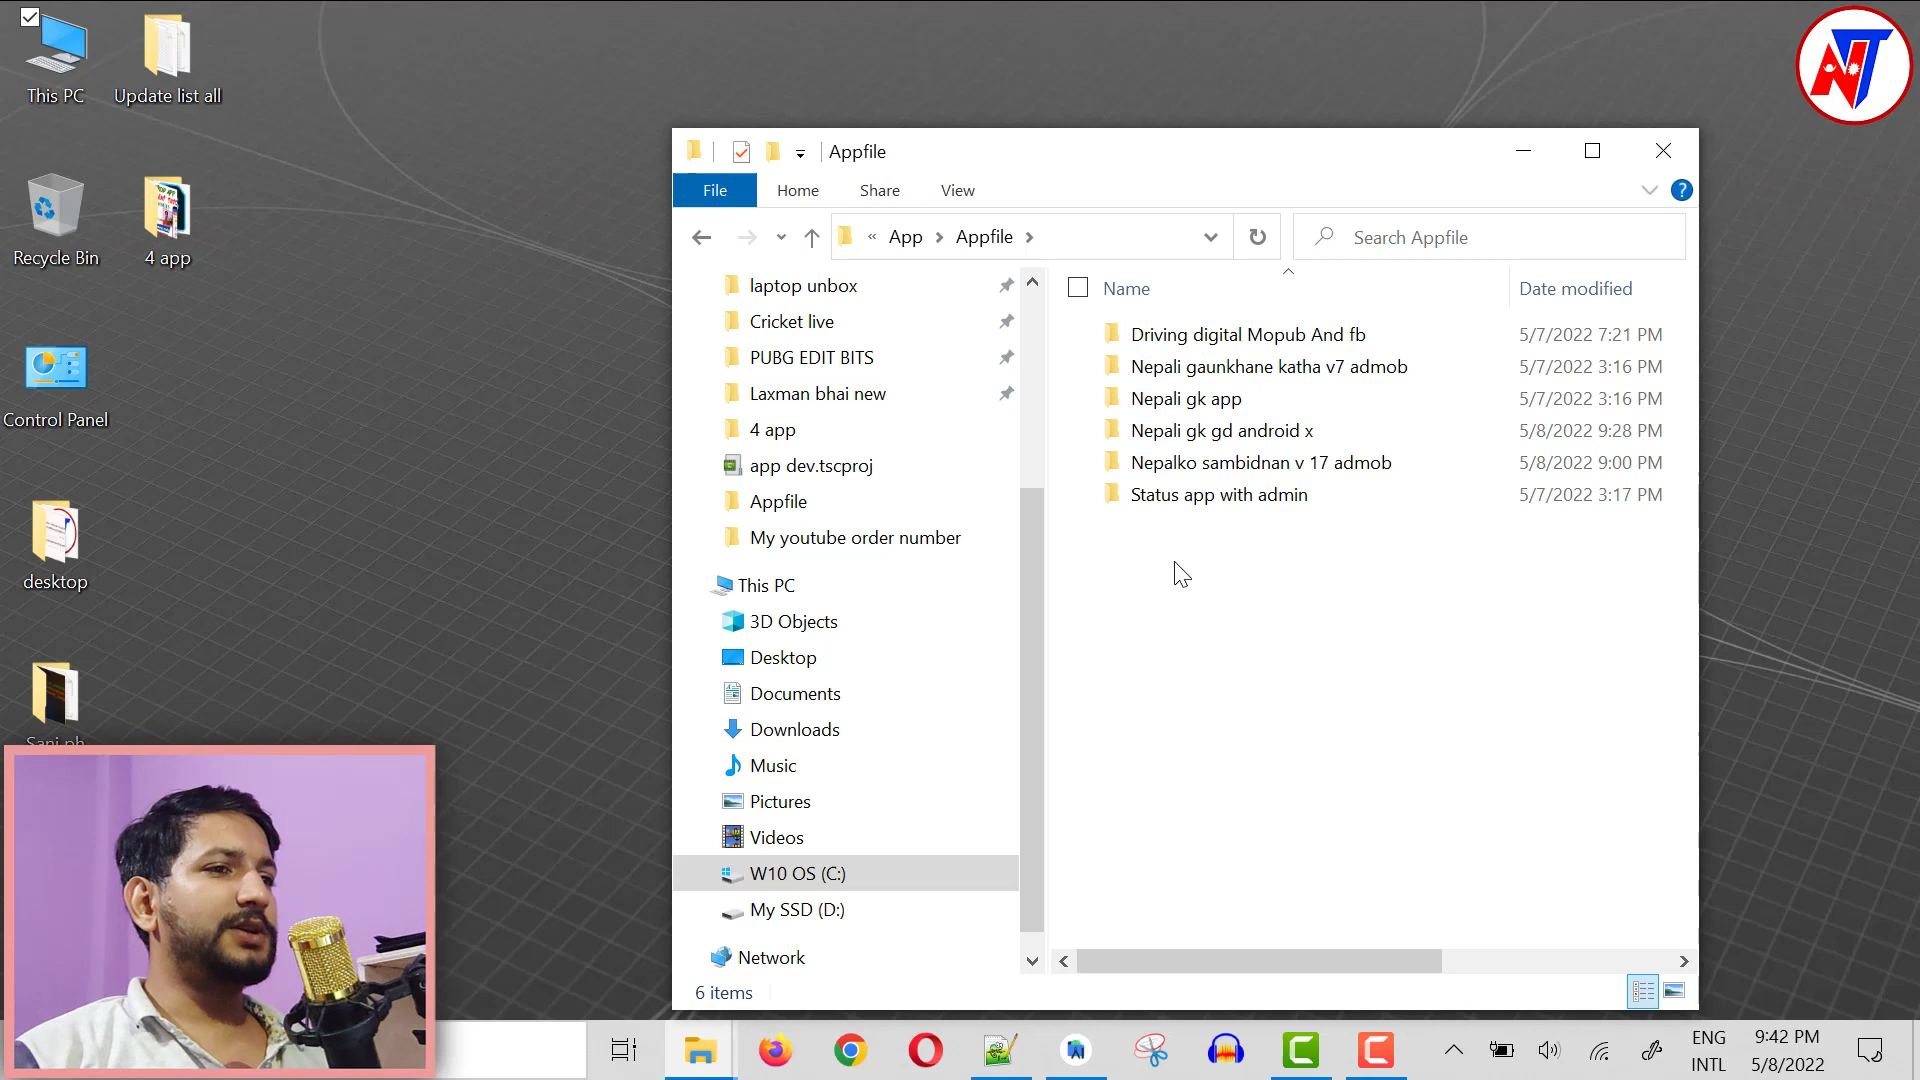 This PC
Update list all
Recycle Bin
4 app
Control Panel
desktop
Sani ph
NT
Appfile
File
Home
Share
View
?
« App > Appfile >
Search Appfile
laptop unbox
Cricket live
PUBG EDIT BITS
Laxman bhai new
4 app
app dev.tscproj
Appfile
My youtube order number
This PC
3D Objects
Desktop
Documents
Downloads
Music
Pictures
Videos
W10 OS (C:)
My SSD (D:)
Network
Name
Date modified
Driving digital Mopub And fb 5/7/2022 7:21 PM
Nepali gaunkhane katha v7 admob 5/7/2022 3:16 PM
Nepali gk app 5/7/2022 3:16 PM
Nepali gk gd android x 5/8/2022 9:28 PM
Nepalko sambidnan v 17 admob 5/8/2022 9:00 PM
Status app with admin 5/7/2022 3:17 PM
6 items
ENG
INTL
9:42 PM
5/8/2022